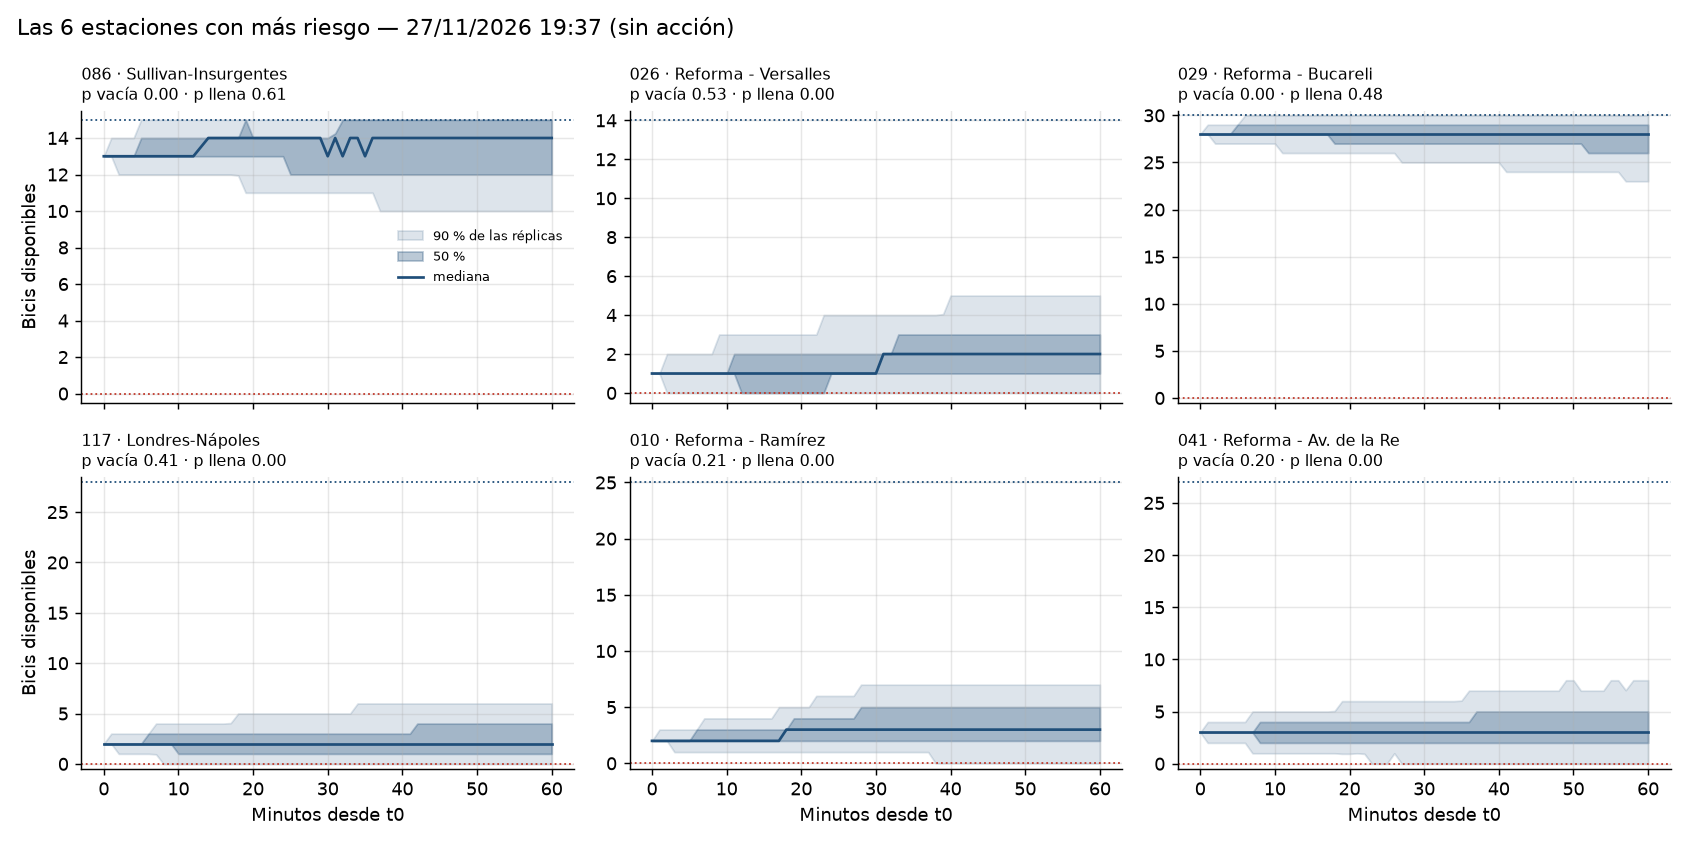 Las 6 estaciones con más riesgo — 27/11/2026 19:37 (sin acción)
086 · Sullivan-Insurgentes
p vacía 0.00 · p llena 0.61
Bicis disponibles
14
12
10
8
6
4
2
0
90 % de las réplicas
50 %
mediana
026 · Reforma - Versalles
p vacía 0.53 · p llena 0.00
14
12
10
8
6
4
2
0
029 · Reforma - Bucareli
p vacía 0.00 · p llena 0.48
30
25
20
15
10
5
0
117 · Londres-Nápoles
p vacía 0.41 · p llena 0.00
Bicis disponibles
25
20
15
10
5
0
0 10 20 30 40 50 60
Minutos desde t0
010 · Reforma - Ramírez
p vacía 0.21 · p llena 0.00
25
20
15
10
5
0
0 10 20 30 40 50 60
Minutos desde t0
041 · Reforma - Av. de la Re
p vacía 0.20 · p llena 0.00
25
20
15
10
5
0
0 10 20 30 40 50 60
Minutos desde t0